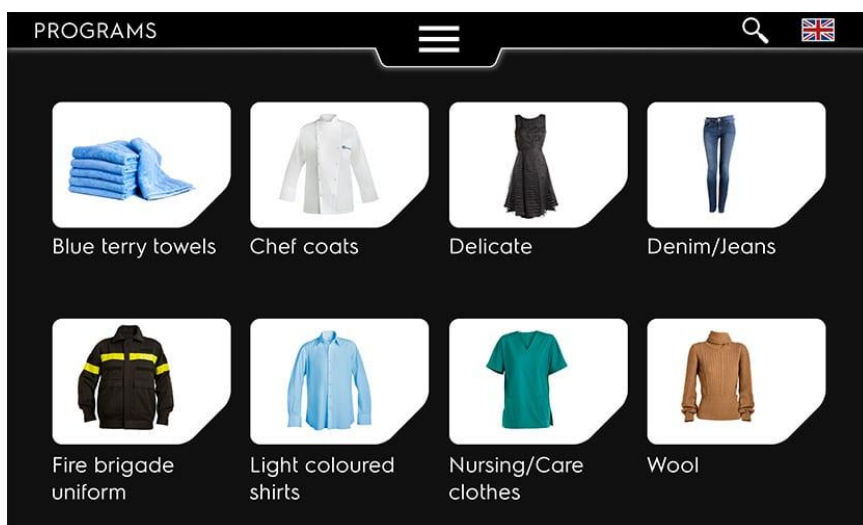 PROGRAMS
Blue terry towels
Chef coats
Delicate
Denim/Jeans
Fire brigade
uniform
Light coloured
shirts
Nursing/Care
clothes
Wool